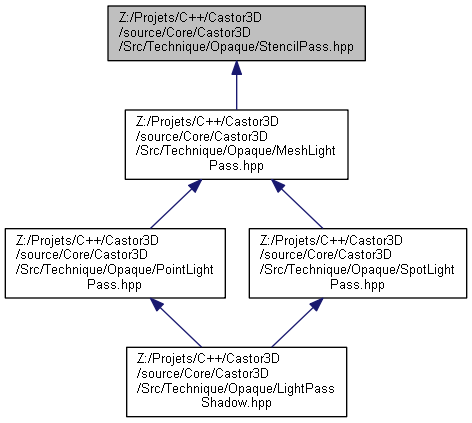 Z:/Projets/C++/Castor3D
/source/Core/Castor3D
/Src/Technique/Opaque/StencilPass.hpp
Z:/Projets/C++/Castor3D
/source/Core/Castor3D
/Src/Technique/Opaque/MeshLight
Pass.hpp
Z:/Projets/C++/Castor3D
/source/Core/Castor3D
/Src/Technique/Opaque/PointLight
Pass.hpp
Z:/Projets/C++/Castor3D
/source/Core/Castor3D
/Src/Technique/Opaque/SpotLight
Pass.hpp
Z:/Projets/C++/Castor3D
/source/Core/Castor3D
/Src/Technique/Opaque/LightPass
Shadow.hpp